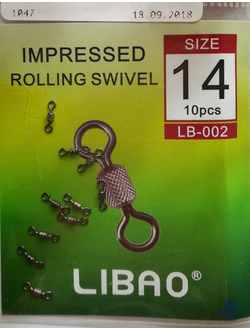 1047 18.09.2018
IMPRESSED
ROLLING SWIVEL
SIZE
14
10pcs
LB-002
LIBAO®